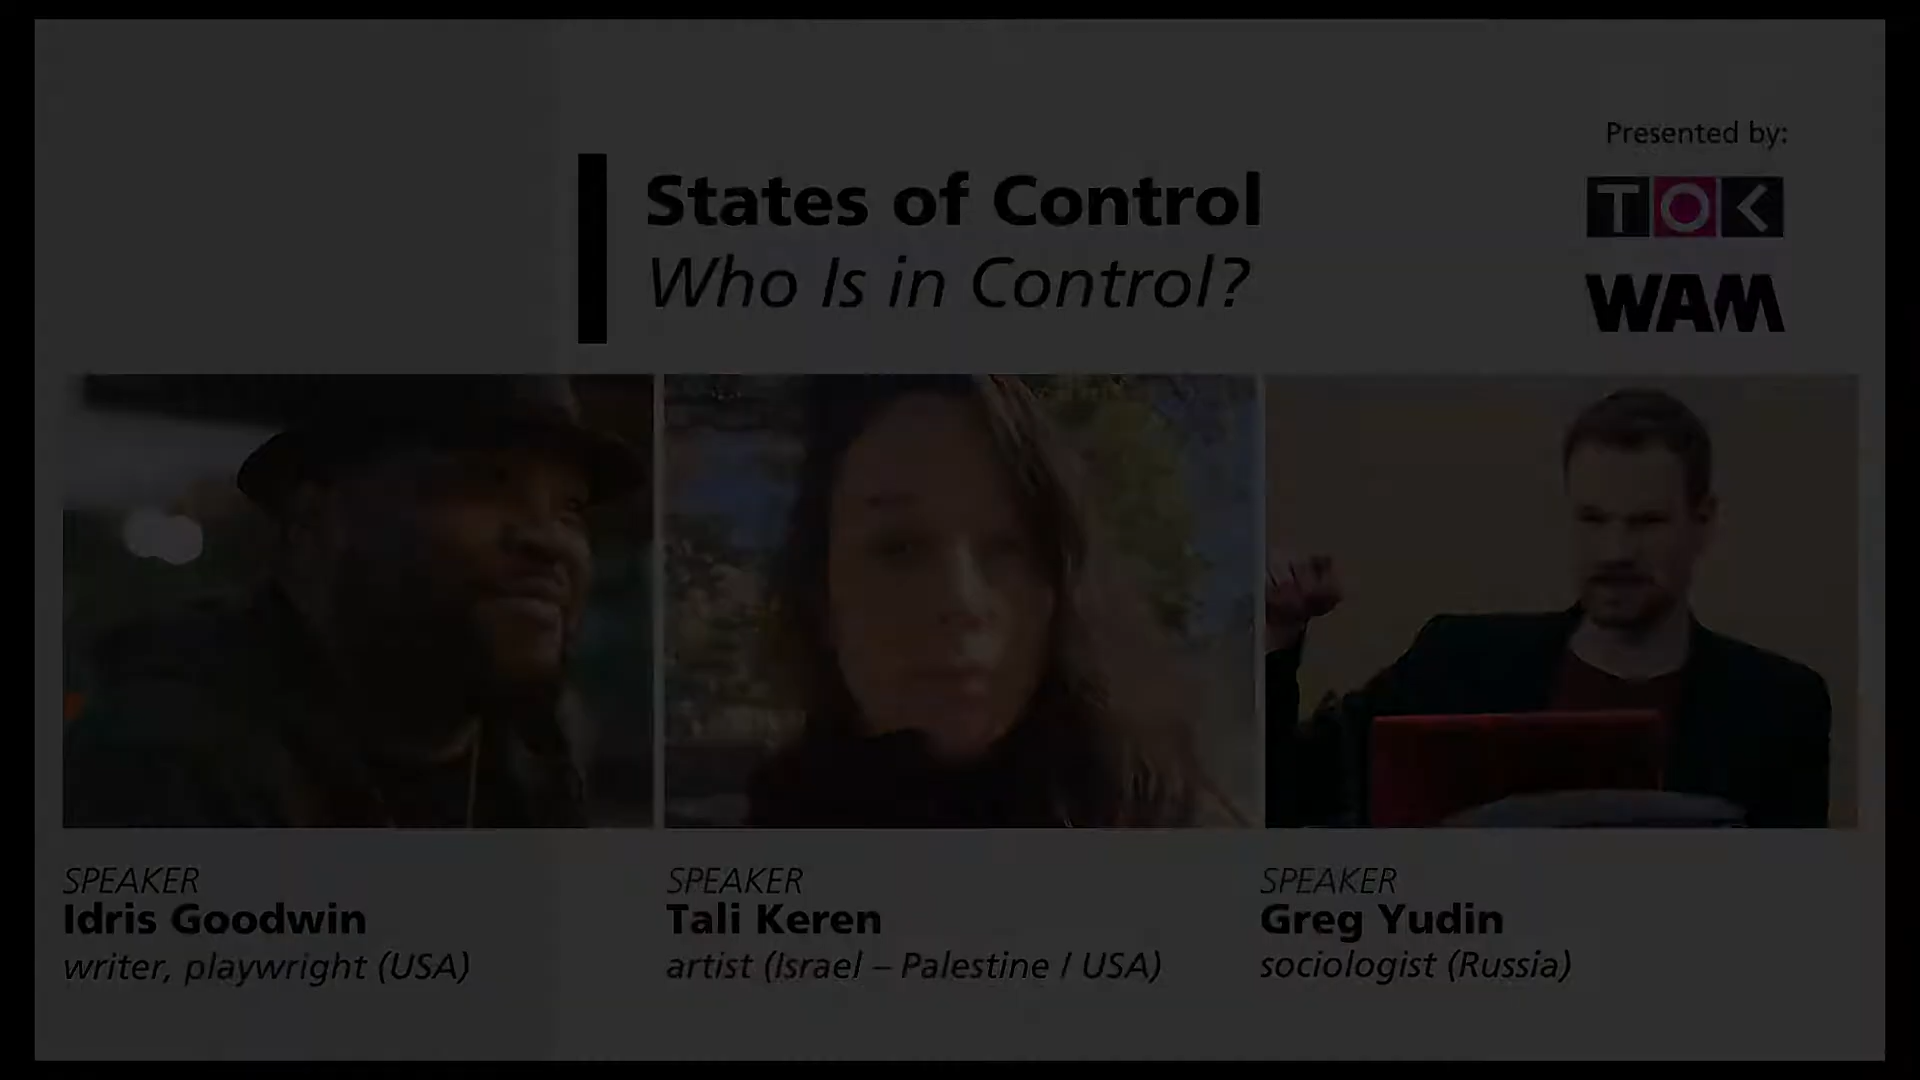 Presented by:
States of Control
Who Is in Control?
TOK
WAM
SPEAKER
Idris Goodwin
writer, playwright (USA)
SPEAKER
Tali Keren
artist (Israel – Palestine / USA)
SPEAKER
Greg Yudin
sociologist (Russia)